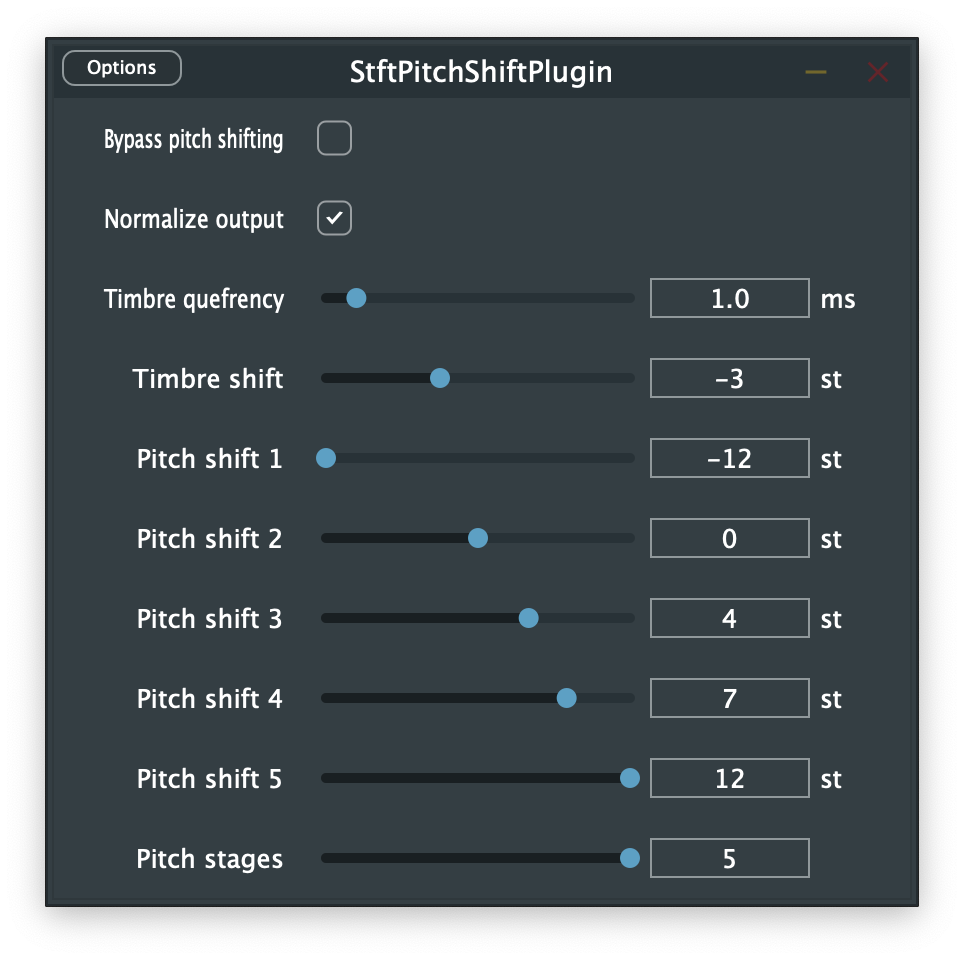 Options StftPitchShiftPlugin
Bypass pitch shifting
Normalize output
Timbre quefrency 1.0 ms
Timbre shift −3 st
Pitch shift 1 −12 st
Pitch shift 2 0 st
Pitch shift 3 4 st
Pitch shift 4 7 st
Pitch shift 5 12 st
Pitch stages 5